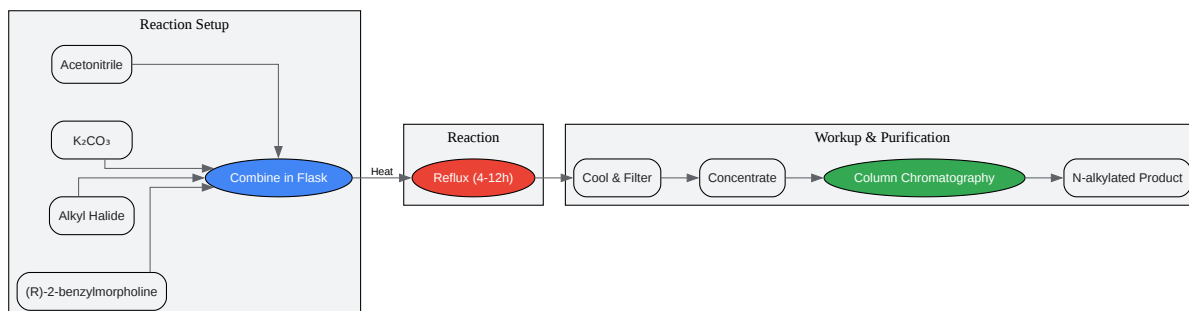 Reaction Setup
Acetonitrile
K₂CO₃
Alkyl Halide
(R)-2-benzylmorpholine
Combine in Flask
Heat
Reaction
Reflux (4-12h)
Workup & Purification
Cool & Filter
Concentrate
Column Chromatography
N-alkylated Product